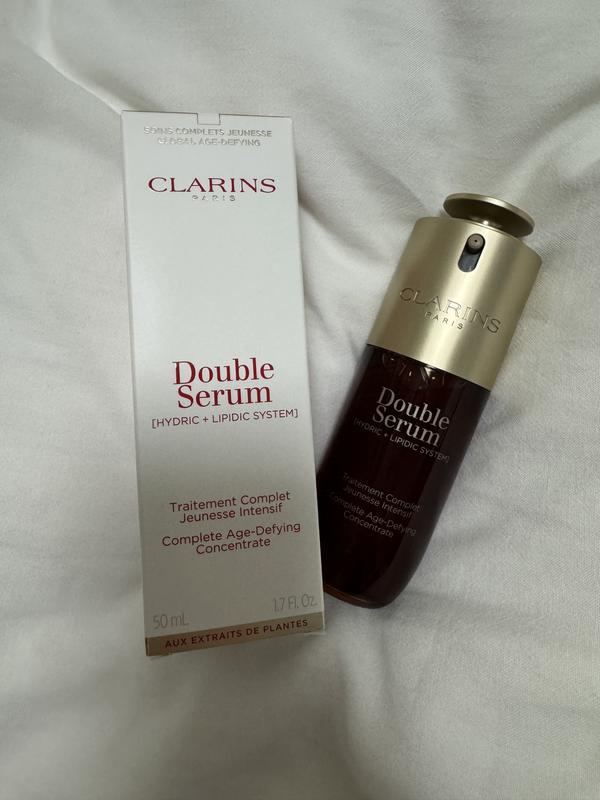 SOINS COMPLETS JEUNESSE
GLOBAL AGE-DEFYING
CLARINS
PARIS
Double
Serum
[HYDRIC + LIPIDIC SYSTEM]
Traitement Complet
Jeunesse Intensif
Complete Age-Defying
Concentrate
50 mL
1.7 Fl. Oz.
AUX EXTRAITS DE PLANTES
CLARINS
PARIS
Double
Serum
[HYDRIC + LIPIDIC SYSTEM]
Traitement Complet
Jeunesse Intensif
Complete Age-Defying
Concentrate